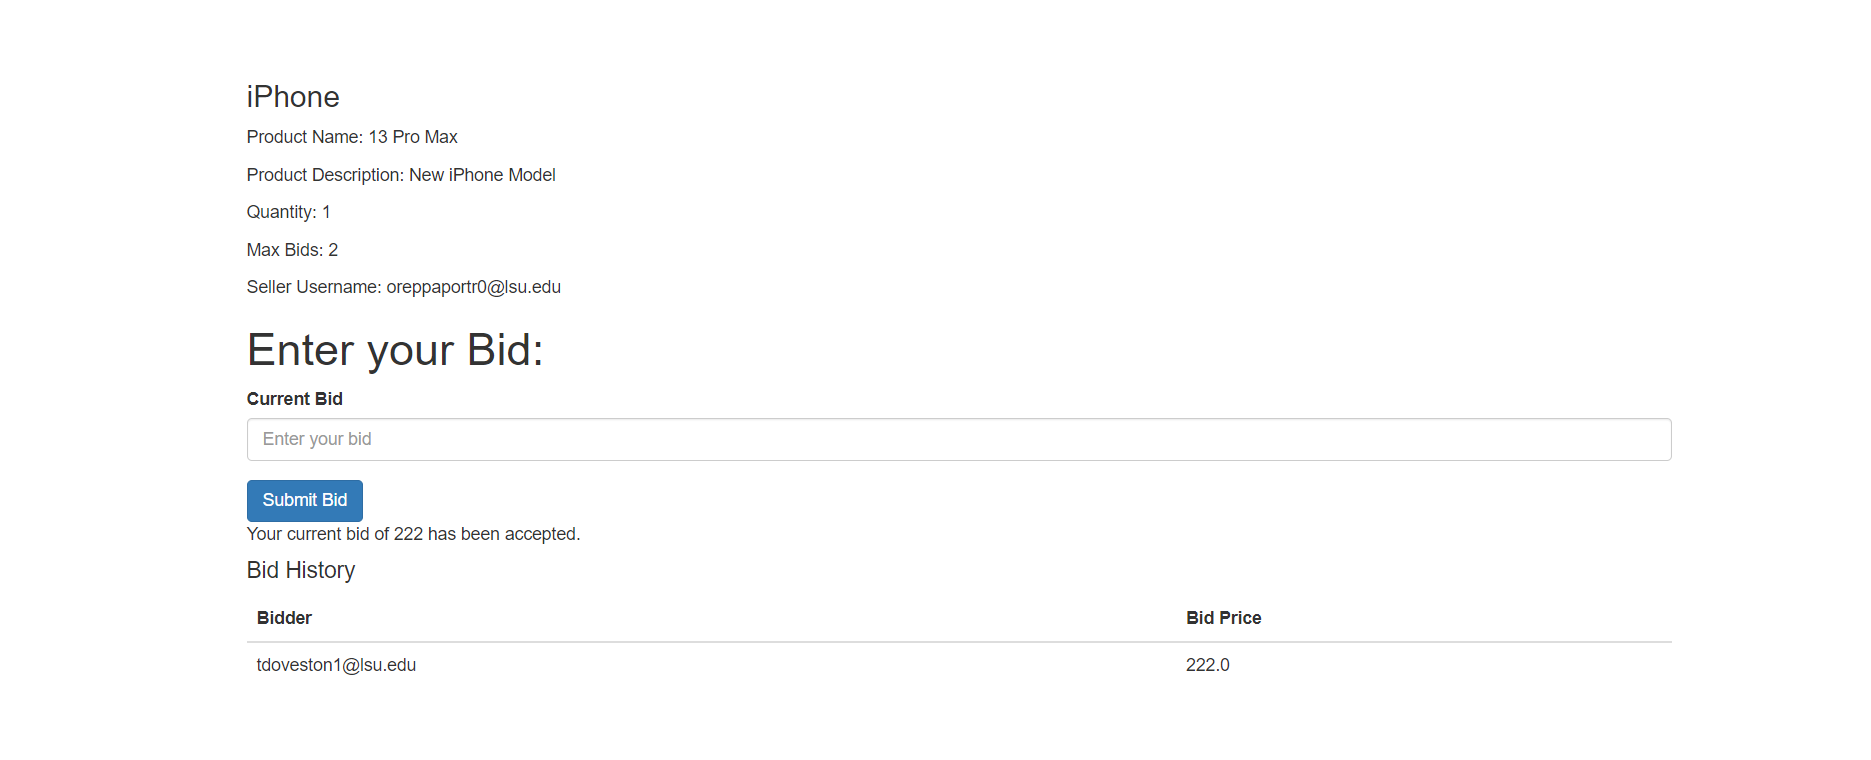 iPhone
Product Name: 13 Pro Max
Product Description: New iPhone Model
Quantity: 1
Max Bids: 2
Seller Username: oreppaportr0@lsu.edu
Enter your Bid:
Current Bid
Enter your bid
Submit Bid
Your current bid of 222 has been accepted.
Bid History
Bidder Bid Price
tdoveston1@lsu.edu 222.0